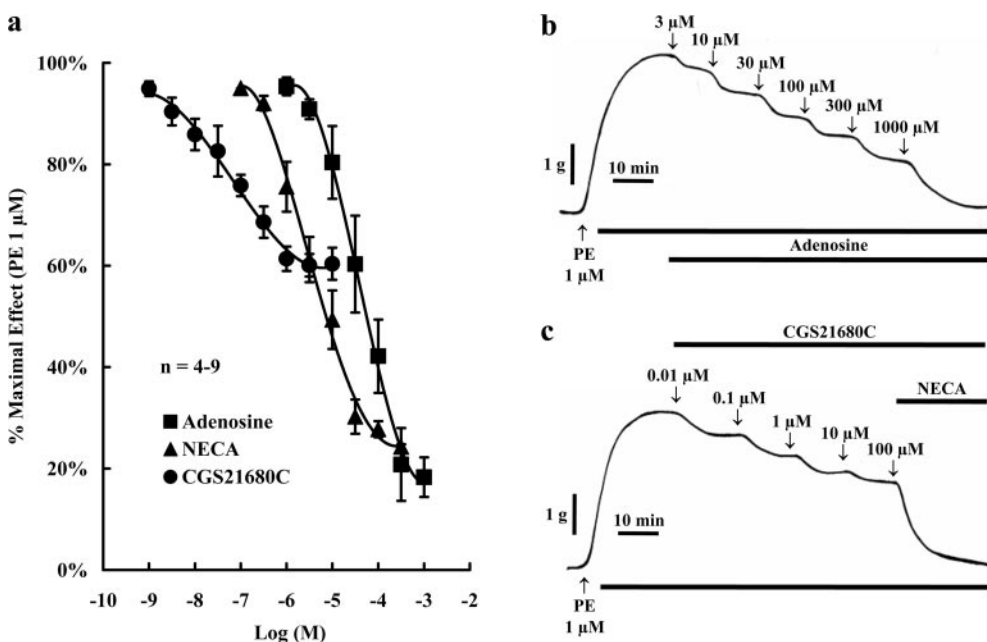 a
% Maximal Effect (PE 1 µM)
100%
80%
60%
40%
20%
0%
n = 4-9
Adenosine
NECA
CGS21680C
-10 -9 -8 -7 -6 -5 -4 -3 -2
Log (M)
b
3 µM
10 µM
30 µM
100 µM
300 µM
1000 µM
1 g
10 min
PE
1 µM
Adenosine
c
CGS21680C
NECA
0.01 µM
0.1 µM
1 µM
10 µM
100 µM
1 g
10 min
PE
1 µM